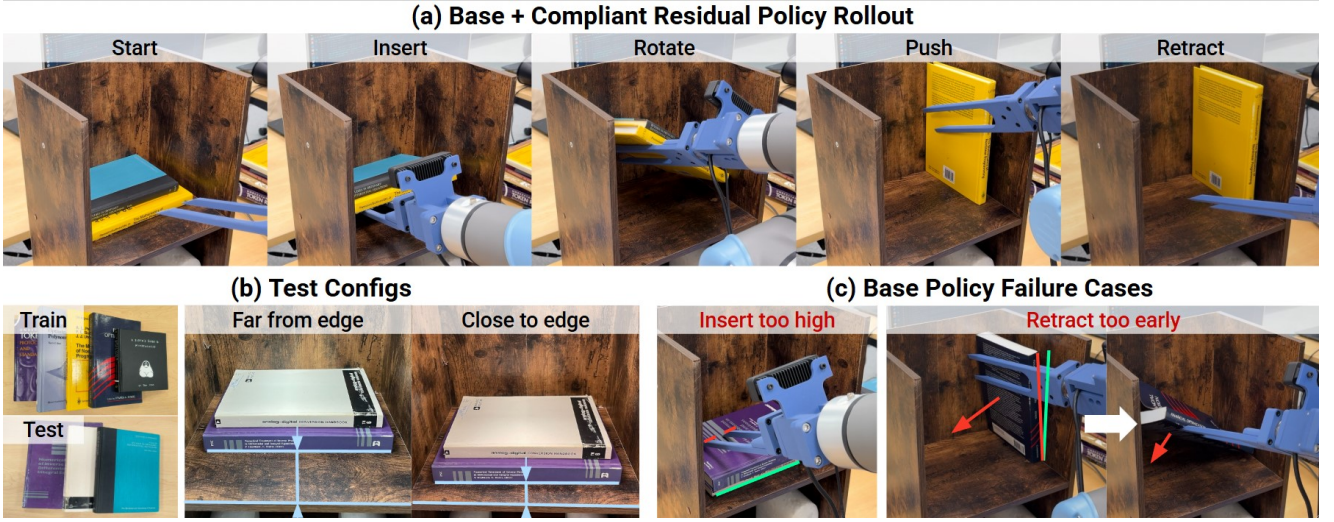 (a) Base + Compliant Residual Policy Rollout
Start
Insert
Rotate
Push
Retract
(b) Test Configs
(c) Base Policy Failure Cases
Train
Far from edge
Close to edge
Insert too high
Retract too early
Test